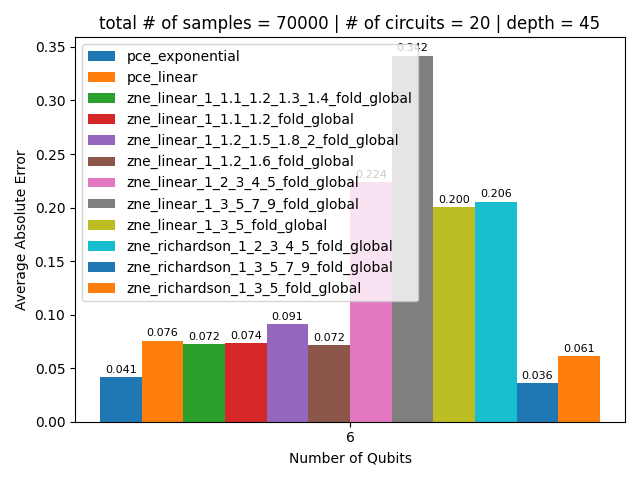 total # of samples = 70000 | # of circuits = 20 | depth = 45
Average Absolute Error
0.35
0.30
0.25
0.20
0.15
0.10
0.05
0.00
pce_exponential
pce_linear
zne_linear_1_1.1_1.2_1.3_1.4_fold_global
zne_linear_1_1.1_1.2_fold_global
zne_linear_1_1.2_1.5_1.8_2_fold_global
zne_linear_1_1.2_1.6_fold_global
zne_linear_1_2_3_4_5_fold_global
zne_linear_1_3_5_7_9_fold_global
zne_linear_1_3_5_fold_global
zne_richardson_1_2_3_4_5_fold_global
zne_richardson_1_3_5_7_9_fold_global
zne_richardson_1_3_5_fold_global
0.041
0.076
0.072
0.074
0.091
0.072
0.224
0.342
0.200
0.206
0.036
0.061
6
Number of Qubits